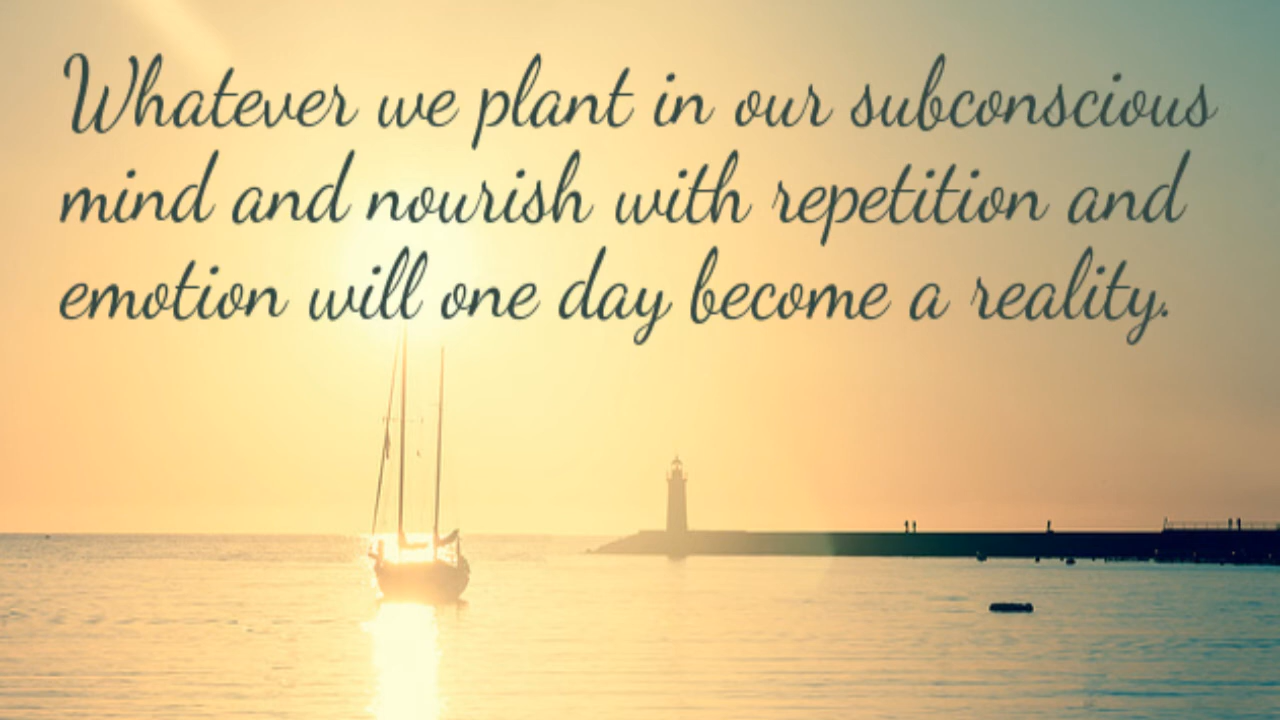 Whatever we plant in our subconscious
mind and nourish with repetition and
emotion will one day become a reality.